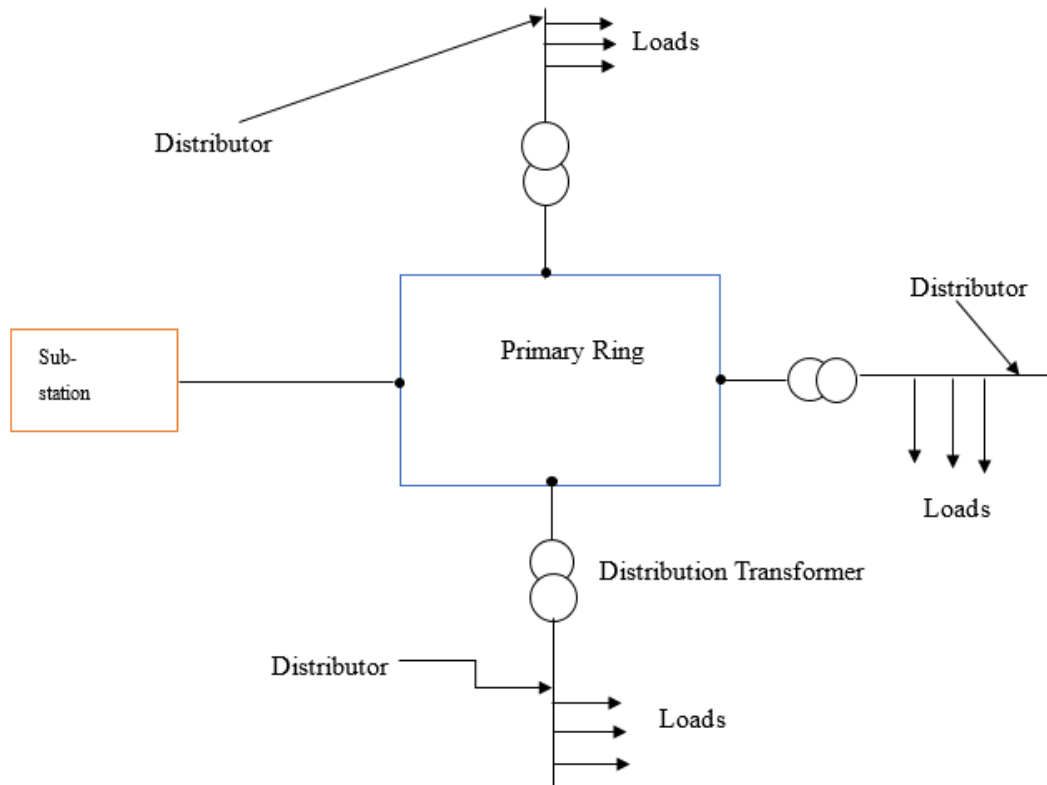 Loads
Distributor
Distributor
Primary Ring
Sub-
station
Loads
Distribution Transformer
Distributor
Loads